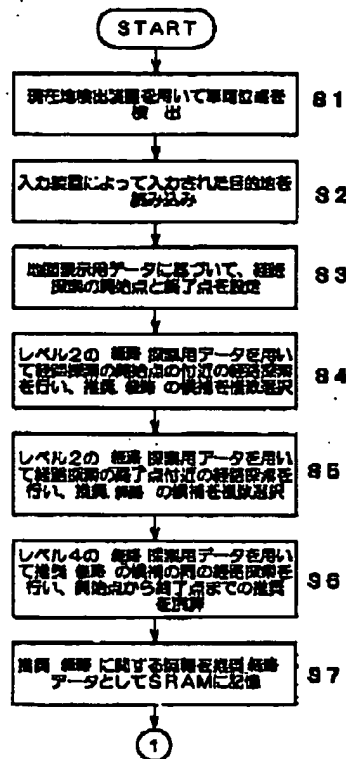 START
現在地検出装置を用いて車両位置を
検 出
S1
入力装置によって入力された目的地を
読み込み
S2
地図表示用データに基づいて、経路
探索の開始点と終了点を設定
S3
レベル2の 経路 探索用データを用い
て経路探索の開始点の付近の経路探索
を行い、推奨 経路 の候補を複数選択
S4
レベル2の 経路 探索用データを用い
て経路探索の終了点付近の経路探索を
行い、推奨 経路 の候補を複数選択
S5
レベル4の 経路 探索用データを用い
て推奨 経路 の候補の間の経路探索を
行い、開始点から終了点までの推奨
を演算
S6
推奨 経路 に関する情報を 経路
データとしてSRAMに記憶
S7
1